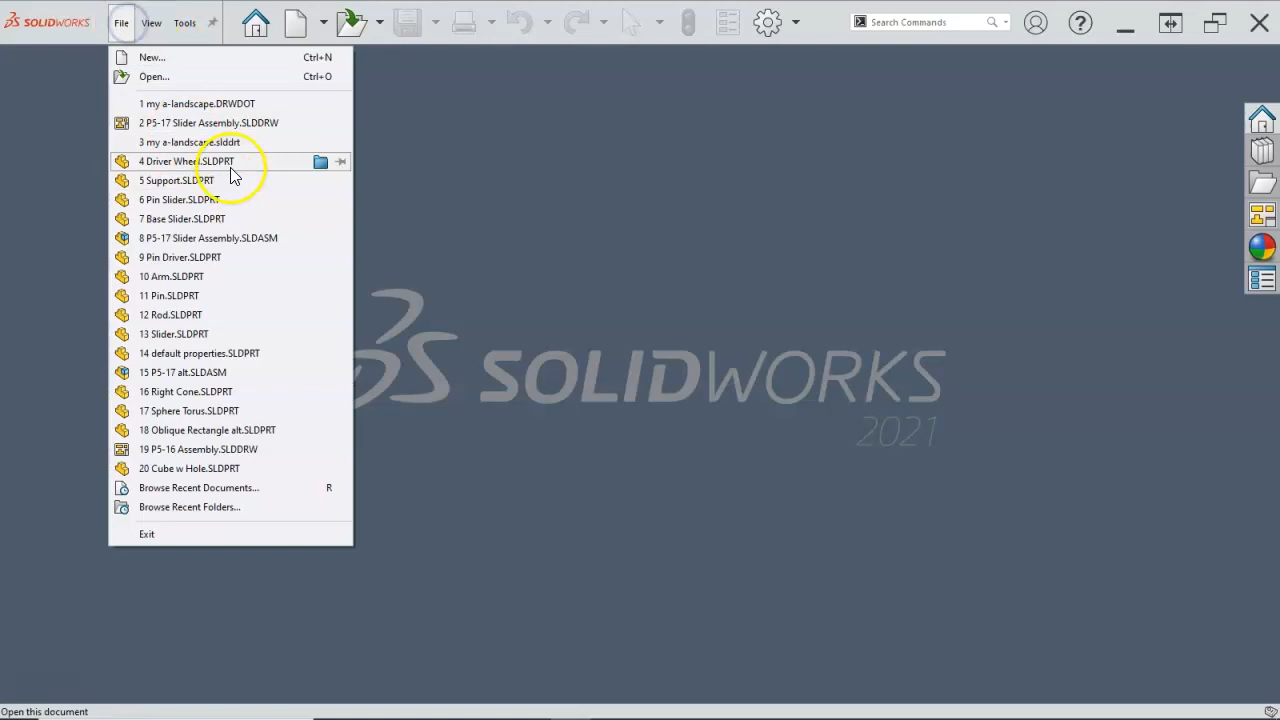 SOLIDWORKS File View Tools Search Commands
New... Ctrl+N
Open... Ctrl+O
1 my a-landscape.DRWDOT
2 P5-17 Slider Assembly.SLDDRW
3 my a-landscape.slddrt
4 Driver Wheel.SLDPRT
5 Support.SLDPRT
6 Pin Slider.SLDPRT
7 Base Slider.SLDPRT
8 P5-17 Slider Assembly.SLDASM
9 Pin Driver.SLDPRT
10 Arm.SLDPRT
11 Pin.SLDPRT
12 Rod.SLDPRT
13 Slider.SLDPRT
14 default properties.SLDPRT
15 P5-17 alt.SLDASM
16 Right Cone.SLDPRT
17 Sphere Torus.SLDPRT
18 Oblique Rectangle alt.SLDPRT
19 P5-16 Assembly.SLDDRW
20 Cube w Hole.SLDPRT
Browse Recent Documents... R
Browse Recent Folders...
Exit
SOLIDWORKS
2021
Open this document